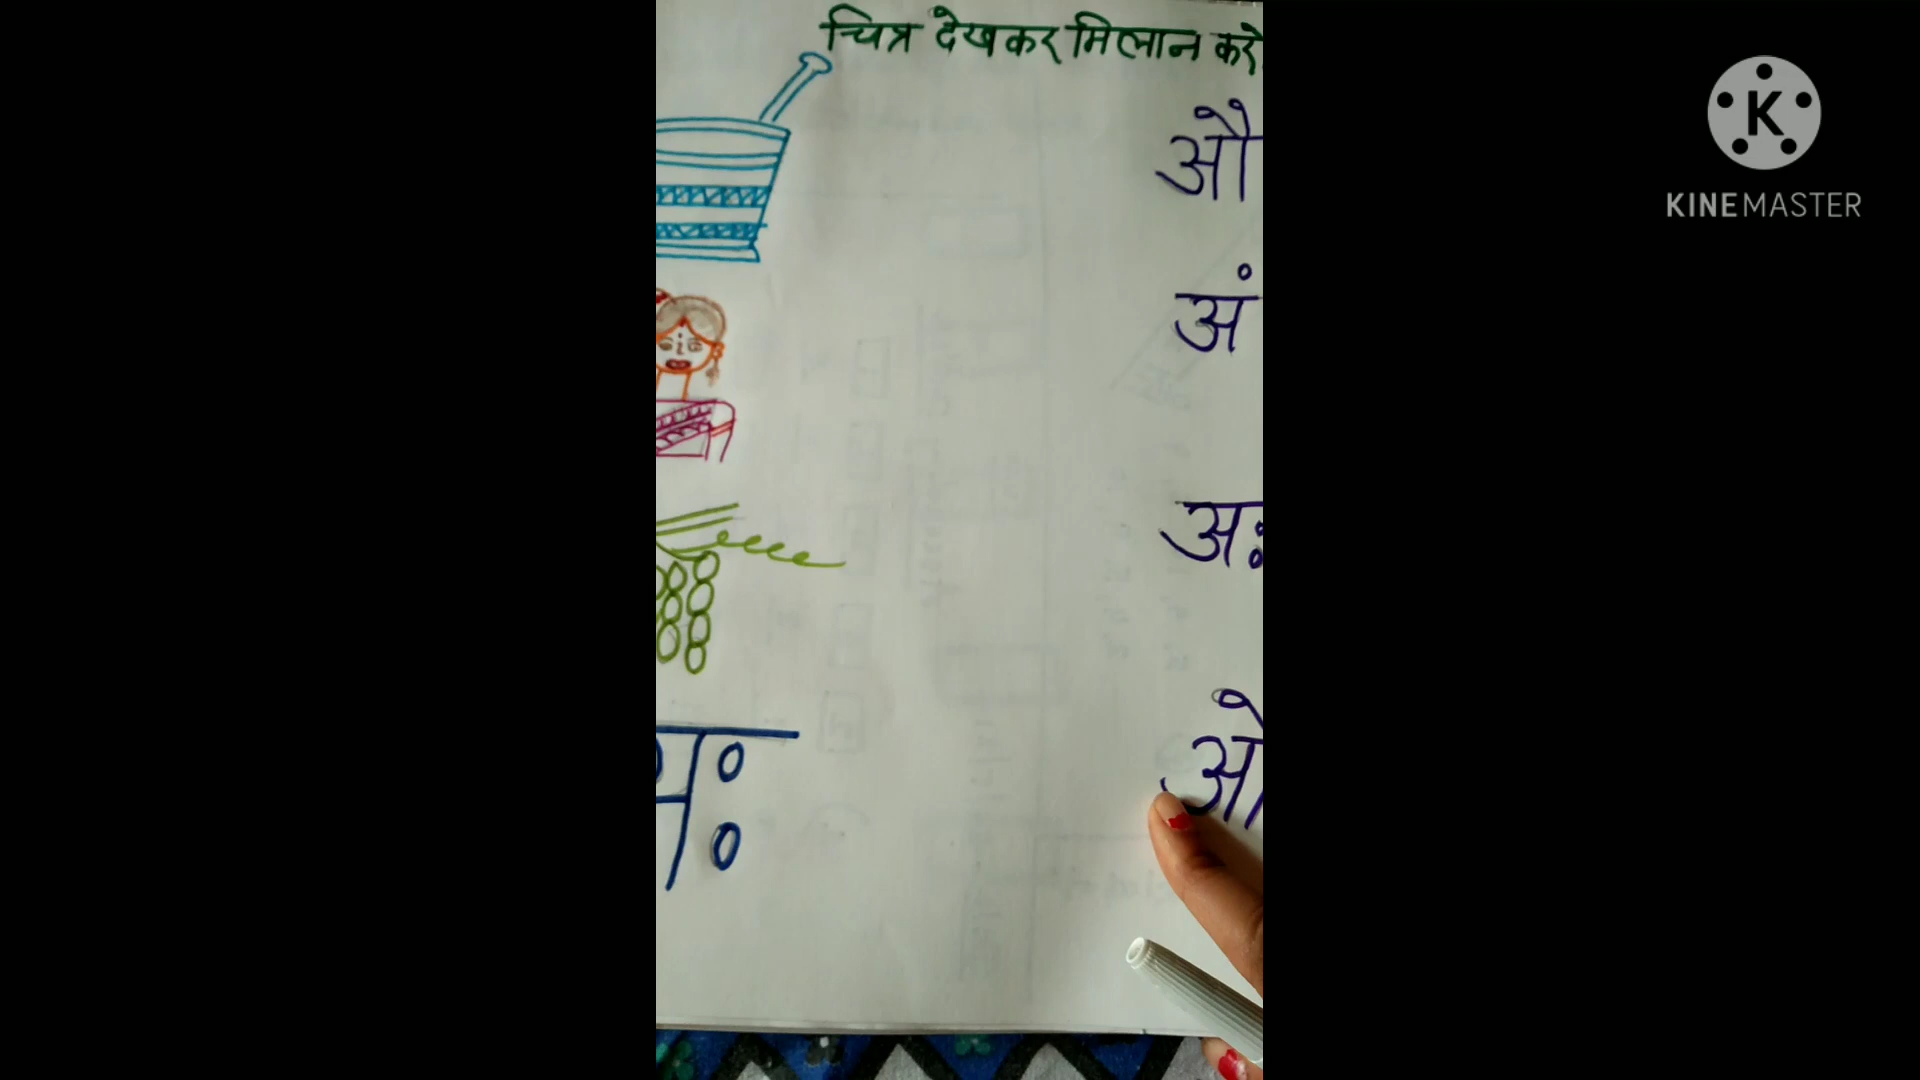 चित्र देखकर मिलान करो
K
KINEMASTER
औ
अं
अ:
ओ